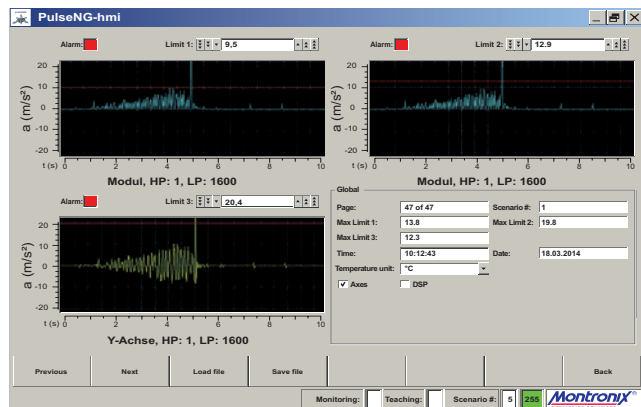 PulseNG-hmi
Alarm: Limit 1: 9,5
Alarm: Limit 2: 12.9
20
10
0
-10
-20
a (m/s²)
t (s) 0 2 4 6 8 10
Modul, HP: 1, LP: 1600
20
10
0
-10
-20
a (m/s²)
t (s) 0 2 4 6 8 10
Modul, HP: 1, LP: 1600
Alarm: Limit 3: 20,4
20
10
0
-10
-20
a (m/s²)
t (s) 0 2 4 6 8 10
Y-Achse, HP: 1, LP: 1600
Global
Page: 47 of 47 Scenario #: 1
Max Limit 1: 13.8 Max Limit 2: 19.8
Max Limit 3: 12.3
Time: 10:12:43 Date: 18.03.2014
Temperature unit: °C
Axes DSP
Previous Next Load file Save file Back
Monitoring: Teaching: Scenario #: 5 255 Montronix